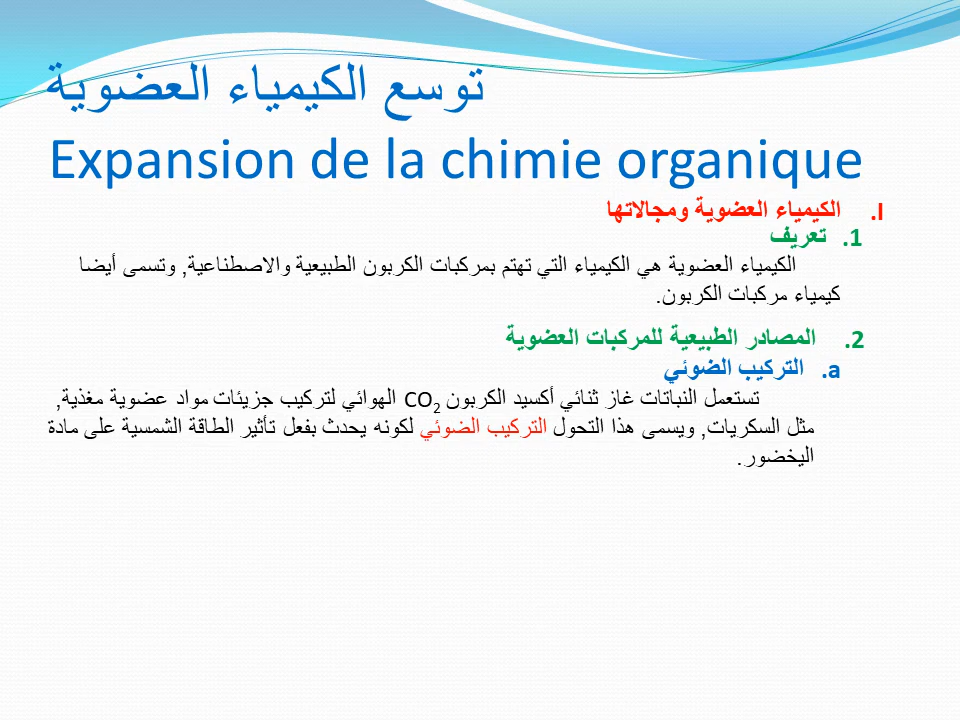 توسع الكيمياء العضوية
Expansion de la chimie organique
I. الكيمياء العضوية ومجالاتها
1. تعريف
الكيمياء العضوية هي الكيمياء التي تهتم بمركبات الكربون الطبيعية والاصطناعية, وتسمى أيضا
كيمياء مركبات الكربون.
2. المصادر الطبيعية للمركبات العضوية
a. التركيب الضوئي
تستعمل النباتات غاز ثنائي أكسيد الكربون CO₂ الهوائي لتركيب جزيئات مواد عضوية مغذية,
مثل السكريات, ويسمى هذا التحول التركيب الضوئي لكونه يحدث بفعل تأثير الطاقة الشمسية على مادة
اليخضور.